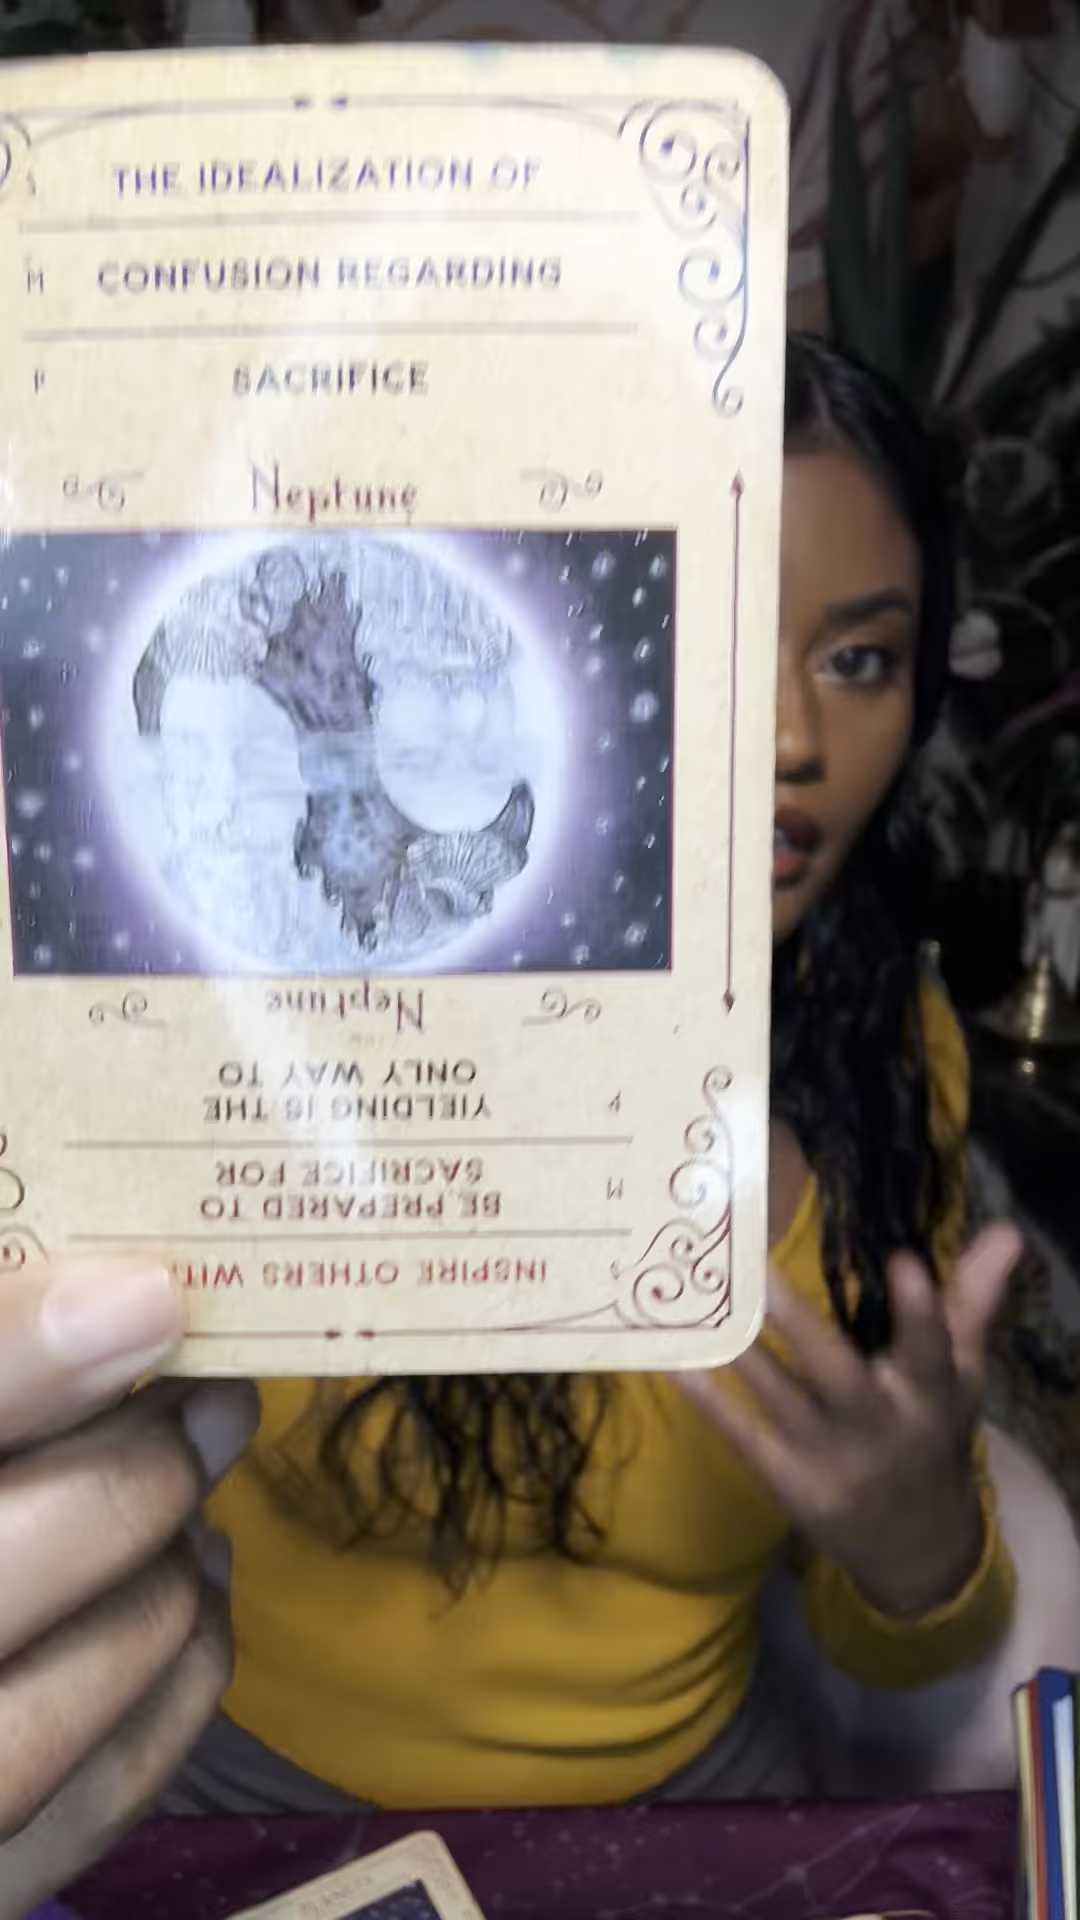 S THE IDEALIZATION OF
M CONFUSION REGARDING
P SACRIFICE
Neptune
Neptune
ONLY WAY TO
P YIELDING IS THE
SACRIFICE FOR
M BE PREPARED TO
S INSPIRE OTHERS